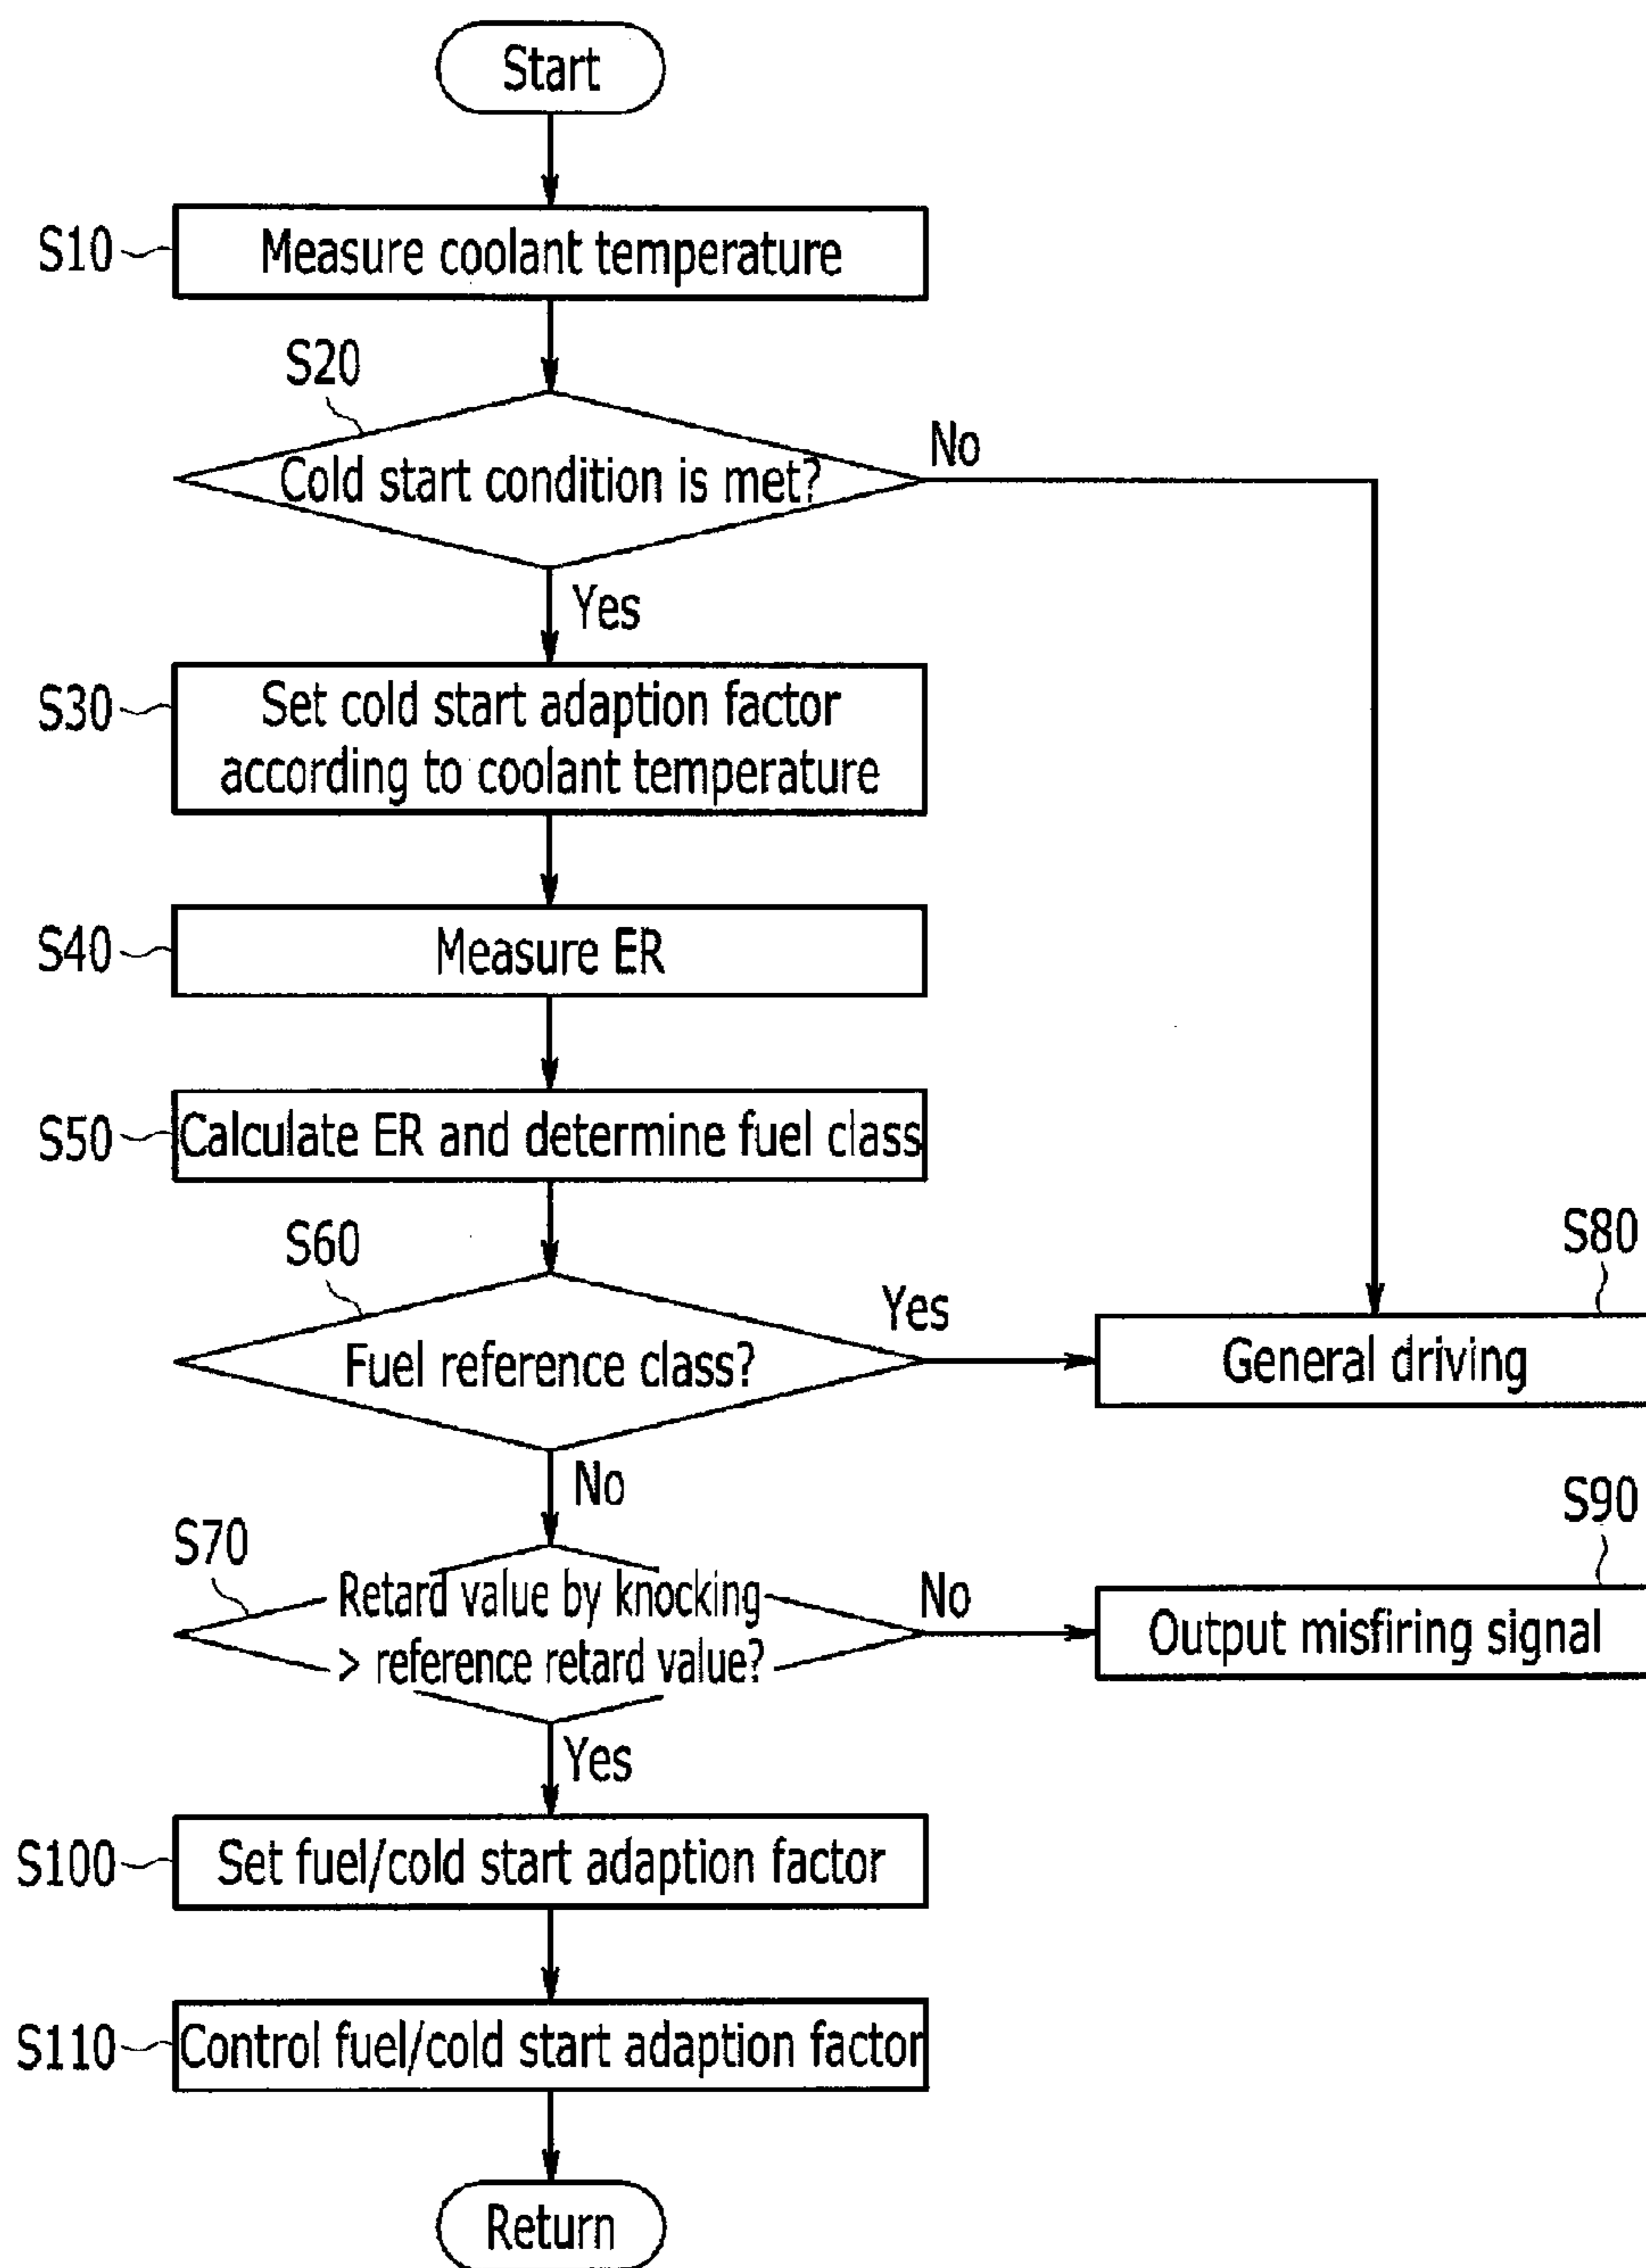 Start
S10
Measure coolant temperature
S20
Cold start condition is met?
No
Yes
S30
Set cold start adaption factor
according to coolant temperature
S40
Measure ER
S50
Calculate ER and determine fuel class
S60
Fuel reference class?
Yes
S80
General driving
No
S70
Retard value by knocking
> reference retard value?
No
S90
Output misfiring signal
Yes
S100
Set fuel/cold start adaption factor
S110
Control fuel/cold start adaption factor
Return